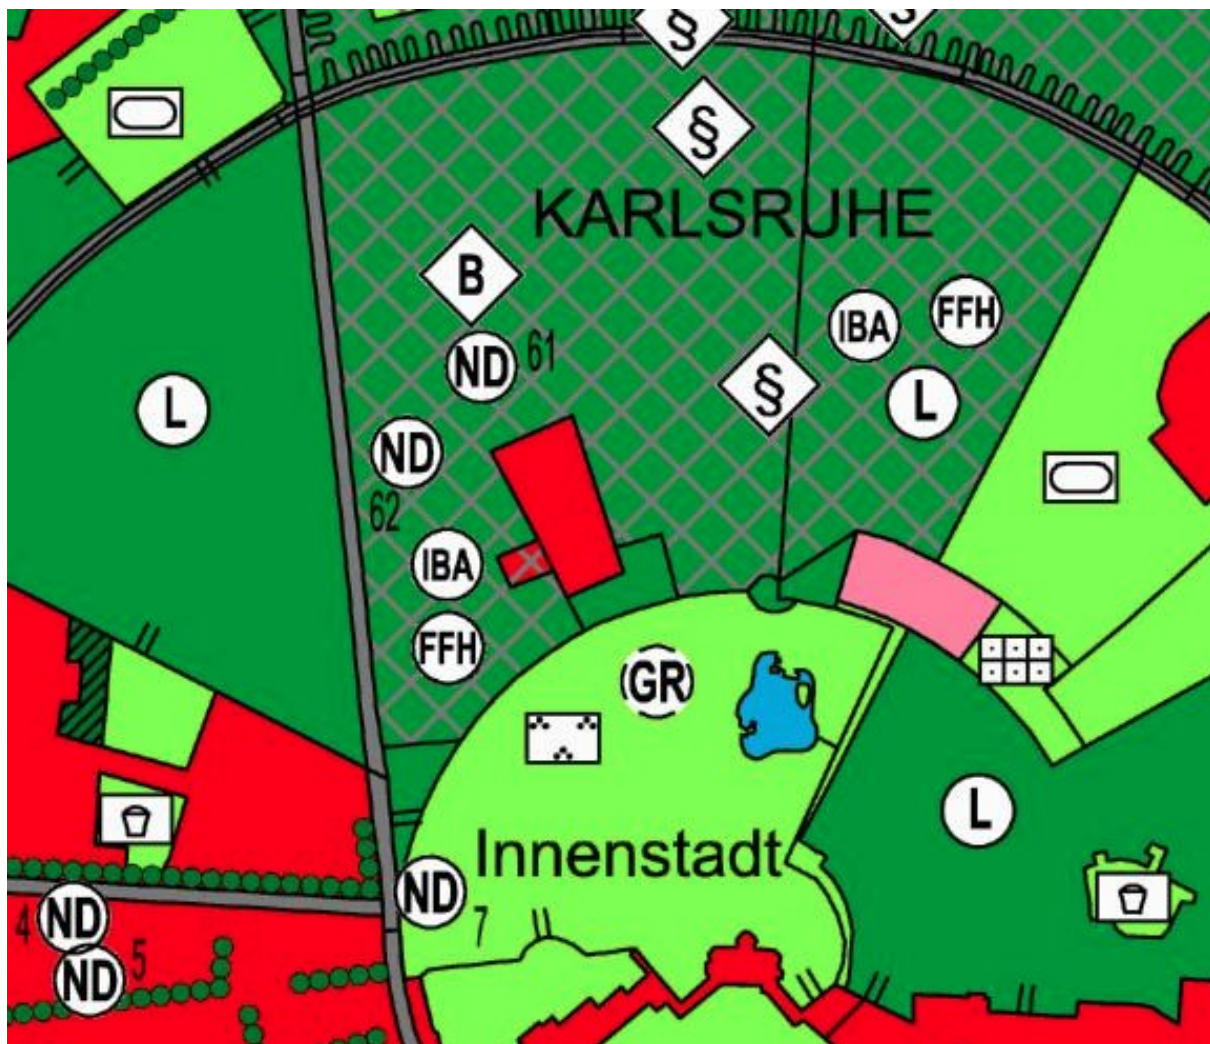 §
§
KARLSRUHE
B
ND 61
IBA
FFH
§
L
L
ND
62
IBA
FFH
GR
L
Innenstadt
ND
7
4 ND
ND 5